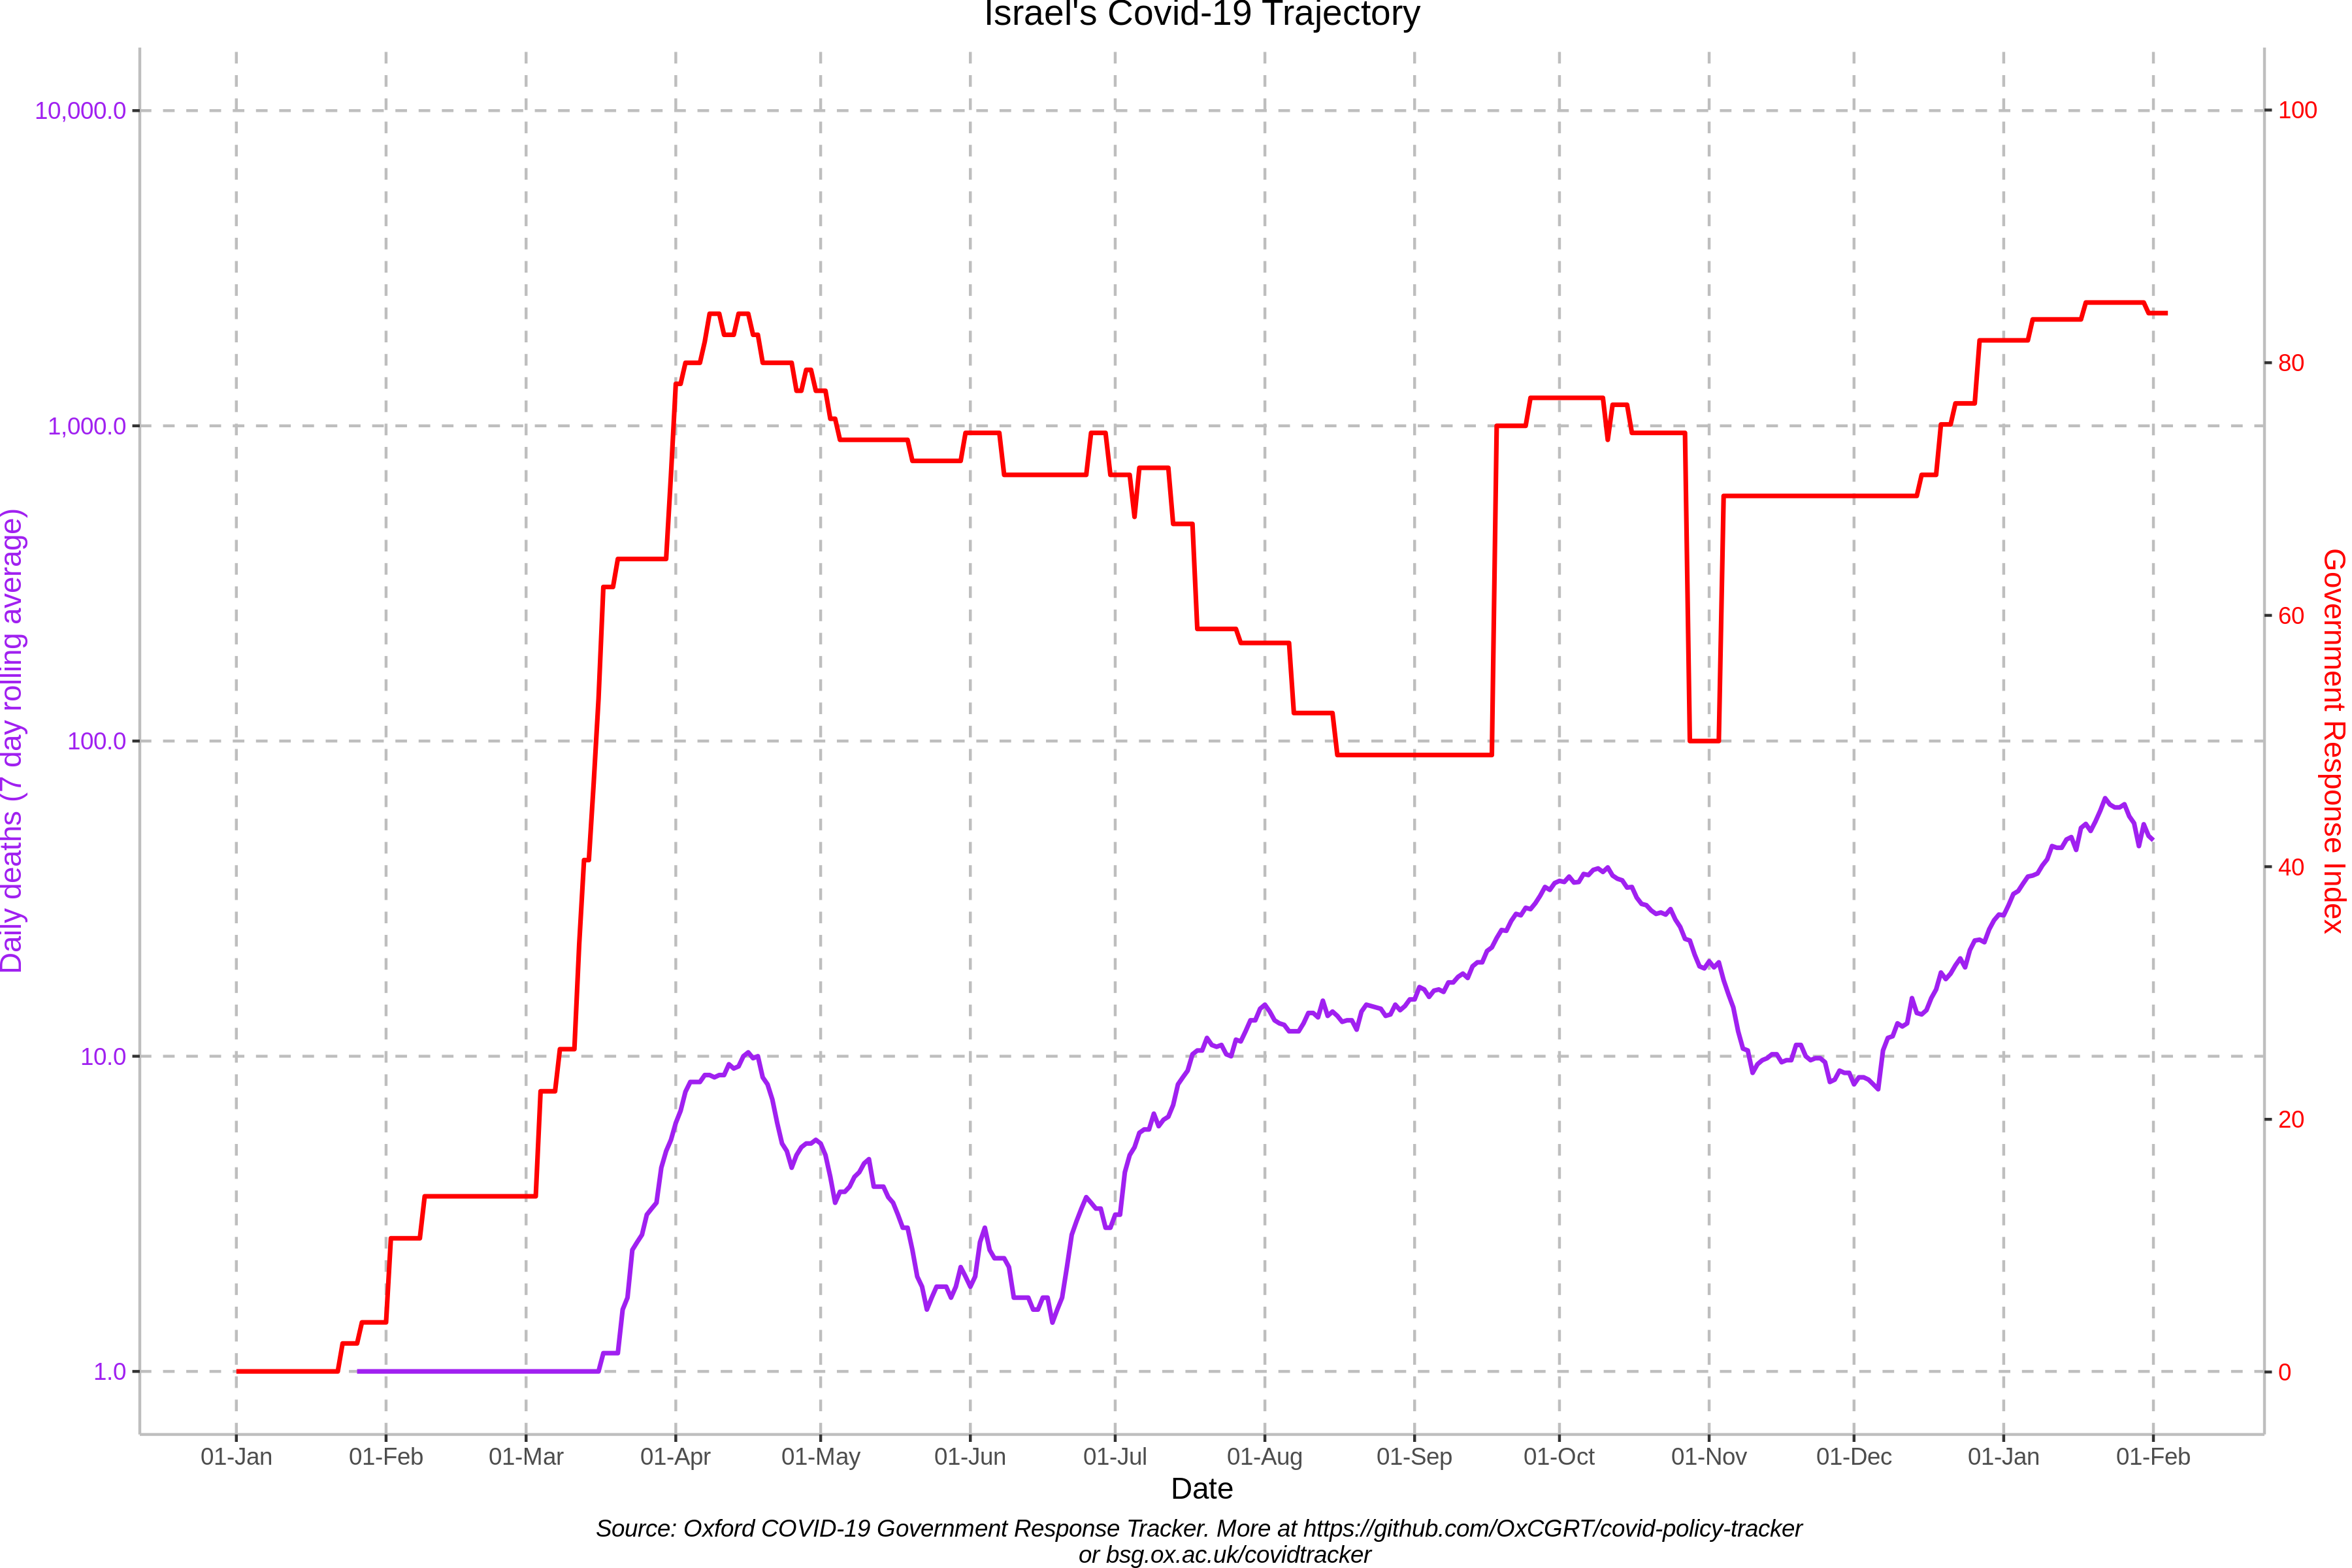 Israel's Covid-19 Trajectory
10,000.0
1,000.0
100.0
10.0
1.0
Daily deaths (7 day rolling average)
100
80
60
40
20
0
Government Response Index
01-Jan 01-Feb 01-Mar 01-Apr 01-May 01-Jun 01-Jul 01-Aug 01-Sep 01-Oct 01-Nov 01-Dec 01-Jan 01-Feb
Date
Source: Oxford COVID-19 Government Response Tracker. More at https://github.com/OxCGRT/covid-policy-tracker
or bsg.ox.ac.uk/covidtracker